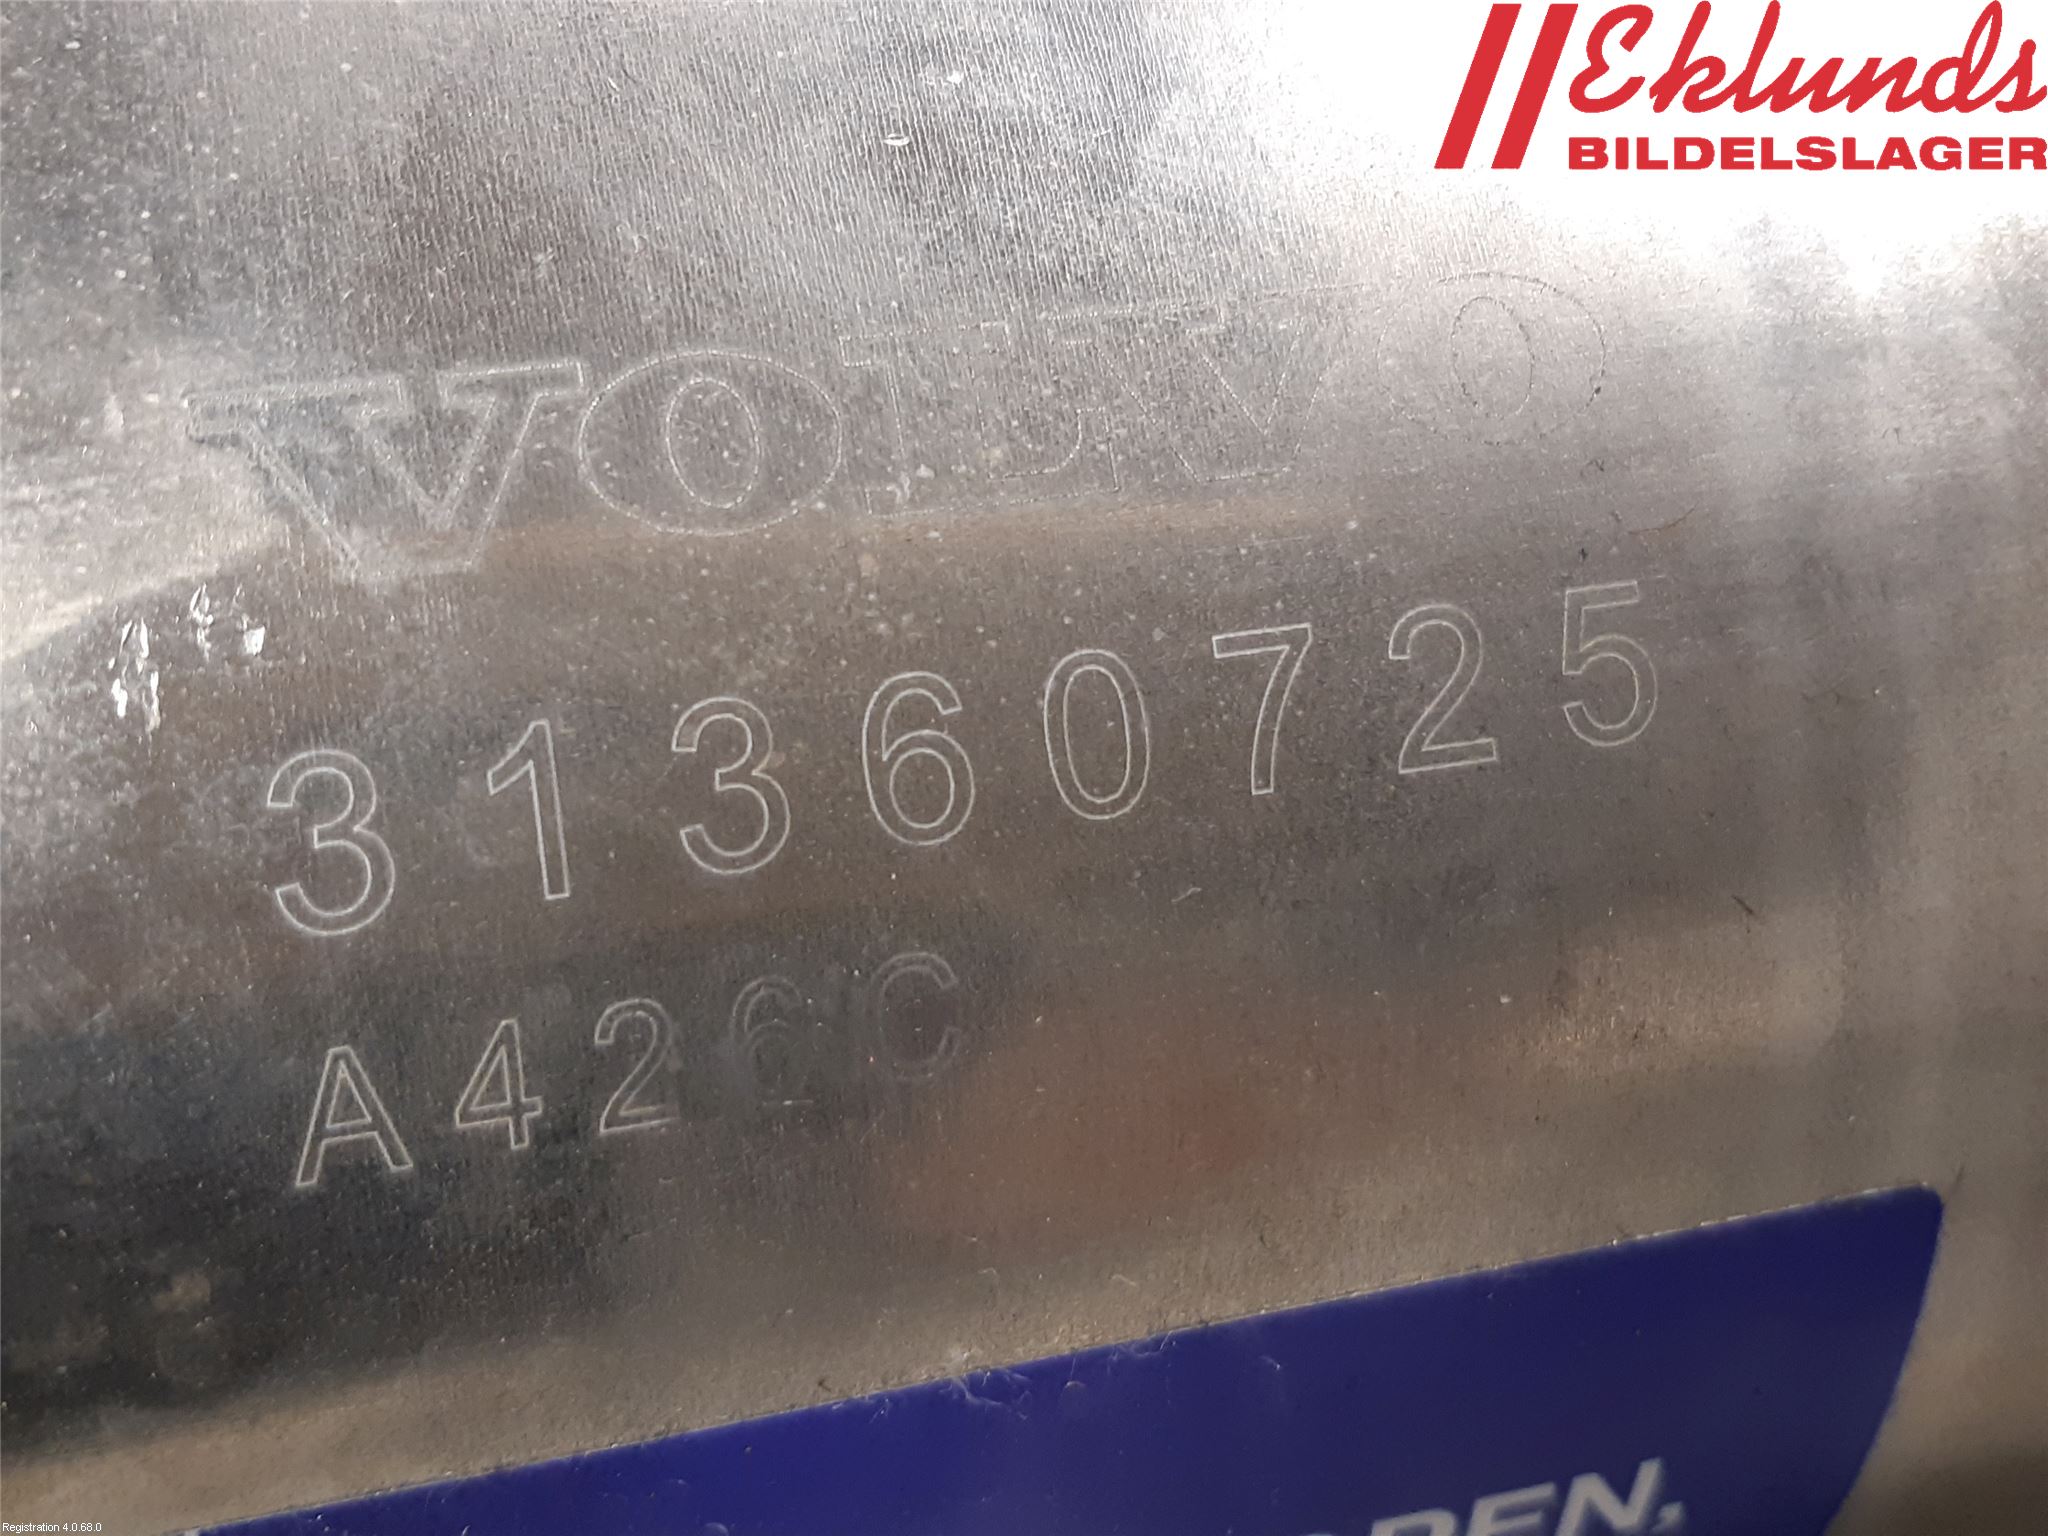 Eklunds
BILDELSLAGER
VOLVO
31360725
A426C
Registration 4.0.68.0